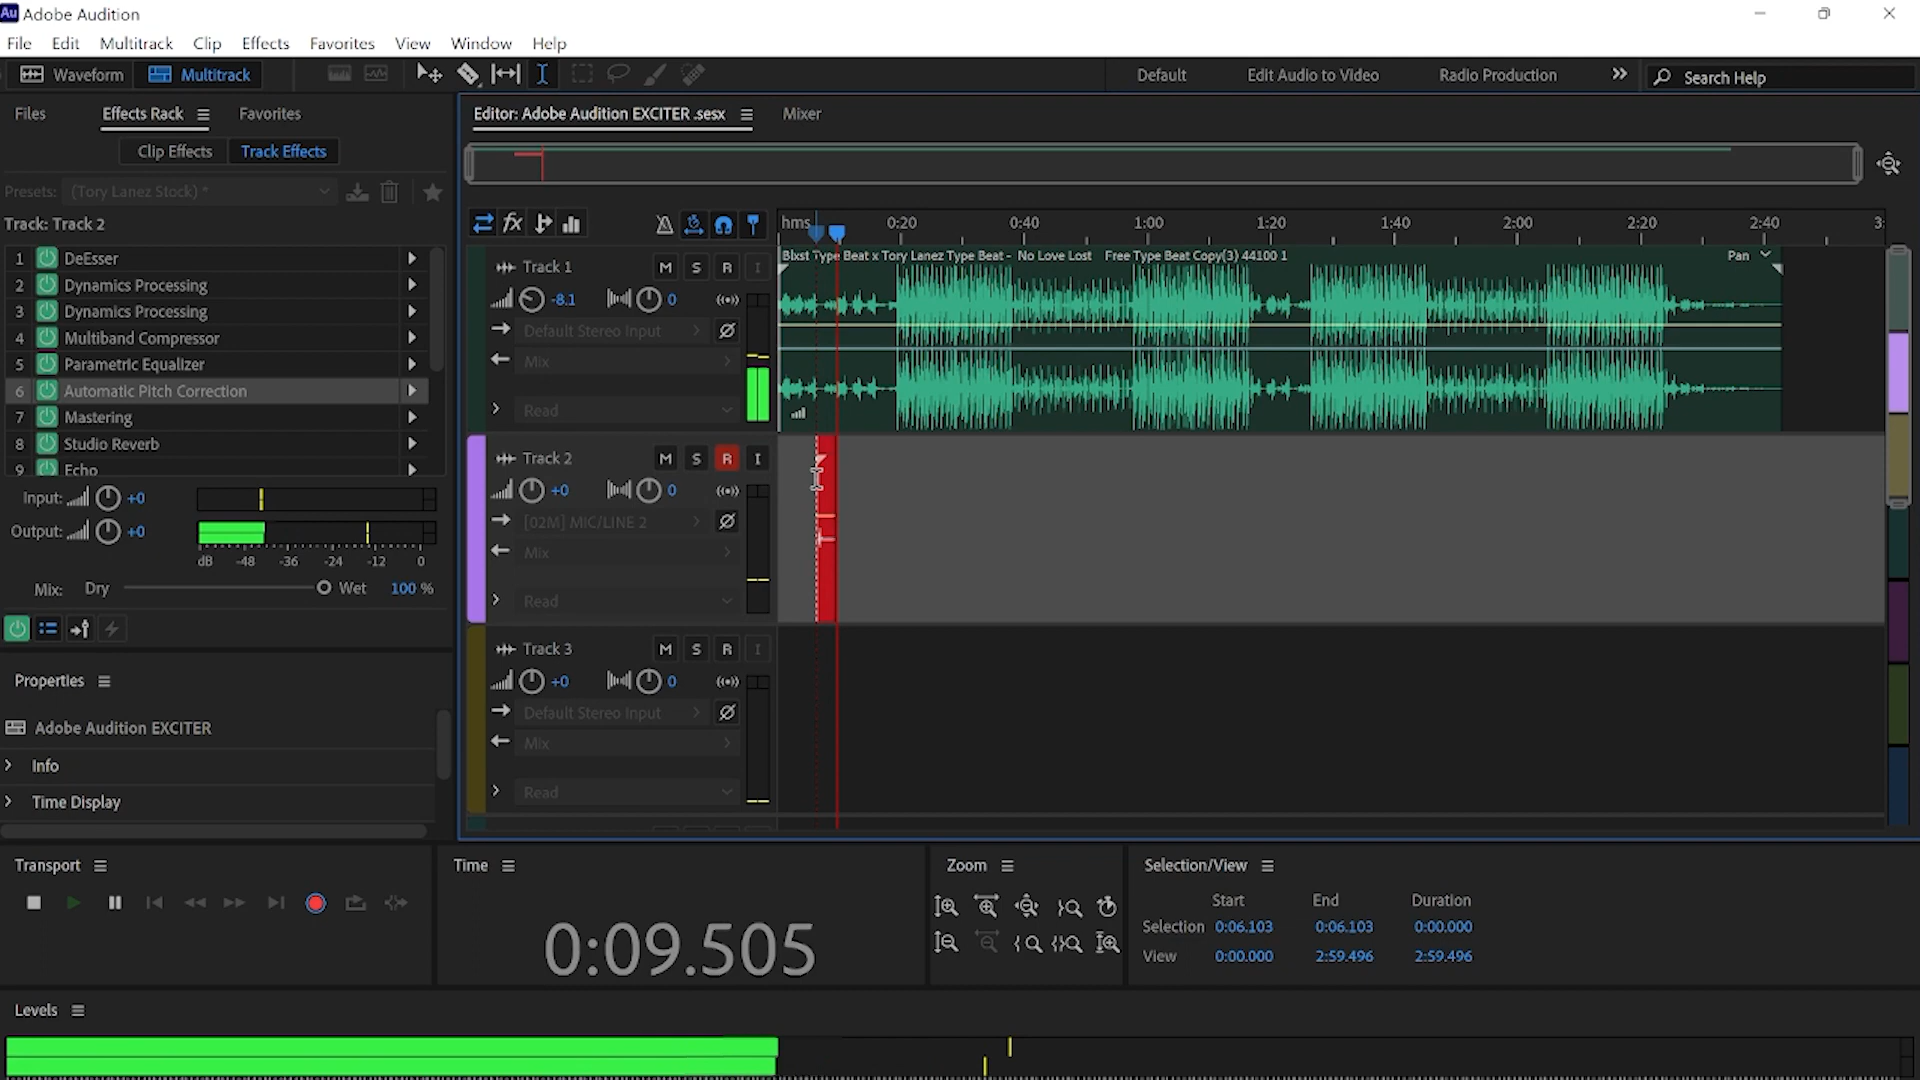 Au Adobe Audition
File Edit Multitrack Clip Effects Favorites View Window Help
Waveform Multitrack Default Edit Audio to Video Radio Production Search Help
Files Effects Rack Favorites
Clip Effects Track Effects
Presets: (Tory Lanez Stock) *
Track: Track 2
1 DeEsser
2 Dynamics Processing
3 Dynamics Processing
4 Multiband Compressor
5 Parametric Equalizer
6 Automatic Pitch Correction
7 Mastering
8 Studio Reverb
9 Echo
Input: +0
Output: +0
dB -48 -36 -24 -12 0
Mix: Dry Wet 100 %
Properties
Adobe Audition EXCITER
Info
Time Display
Editor: Adobe Audition EXCITER .sesx Mixer
fx
hms 0:20 0:40 1:00 1:20 1:40 2:00 2:20 2:40 3:
Blxst Type Beat x Tory Lanez Type Beat - No Love Lost Free Type Beat Copy(3) 44100 1 Pan
Track 1 M S R I
-8.1 0
Default Stereo Input
Mix
Read
Track 2 M S R I
+0 0
[02M] MIC/LINE 2
Mix
Read
Track 3 M S R I
+0 0
Default Stereo Input
Mix
Read
Transport
Time
0:09.505
Zoom
Selection/View
Start End Duration
Selection 0:06.103 0:06.103 0:00.000
View 0:00.000 2:59.496 2:59.496
Levels